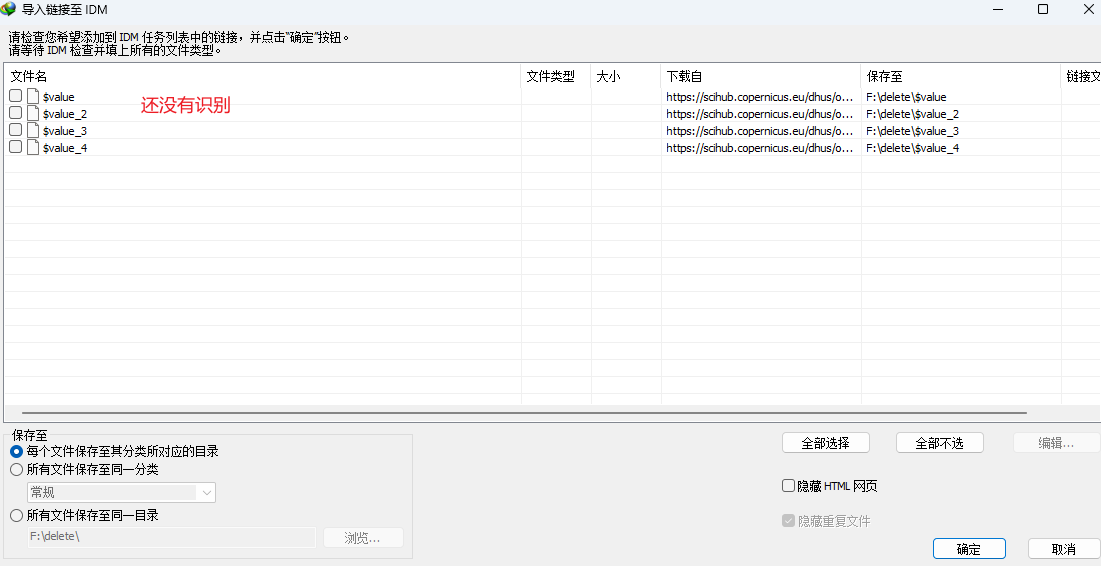 导入链接至 IDM
请检查您希望添加到 IDM 任务列表中的链接，并点击“确定”按钮。
请等待 IDM 检查并填上所有的文件类型。
文件名 文件类型 大小 下载自 保存至 链接文
$value https://scihub.copernicus.eu/dhus/o... F:\delete\$value
还没有识别
$value_2 https://scihub.copernicus.eu/dhus/o... F:\delete\$value_2
$value_3 https://scihub.copernicus.eu/dhus/o... F:\delete\$value_3
$value_4 https://scihub.copernicus.eu/dhus/o... F:\delete\$value_4
保存至
每个文件保存至其分类所对应的目录
所有文件保存至同一分类
常规
所有文件保存至同一目录
F:\delete\
浏览...
全部选择 全部不选 编辑...
隐藏 HTML 网页
隐藏重复文件
确定 取消